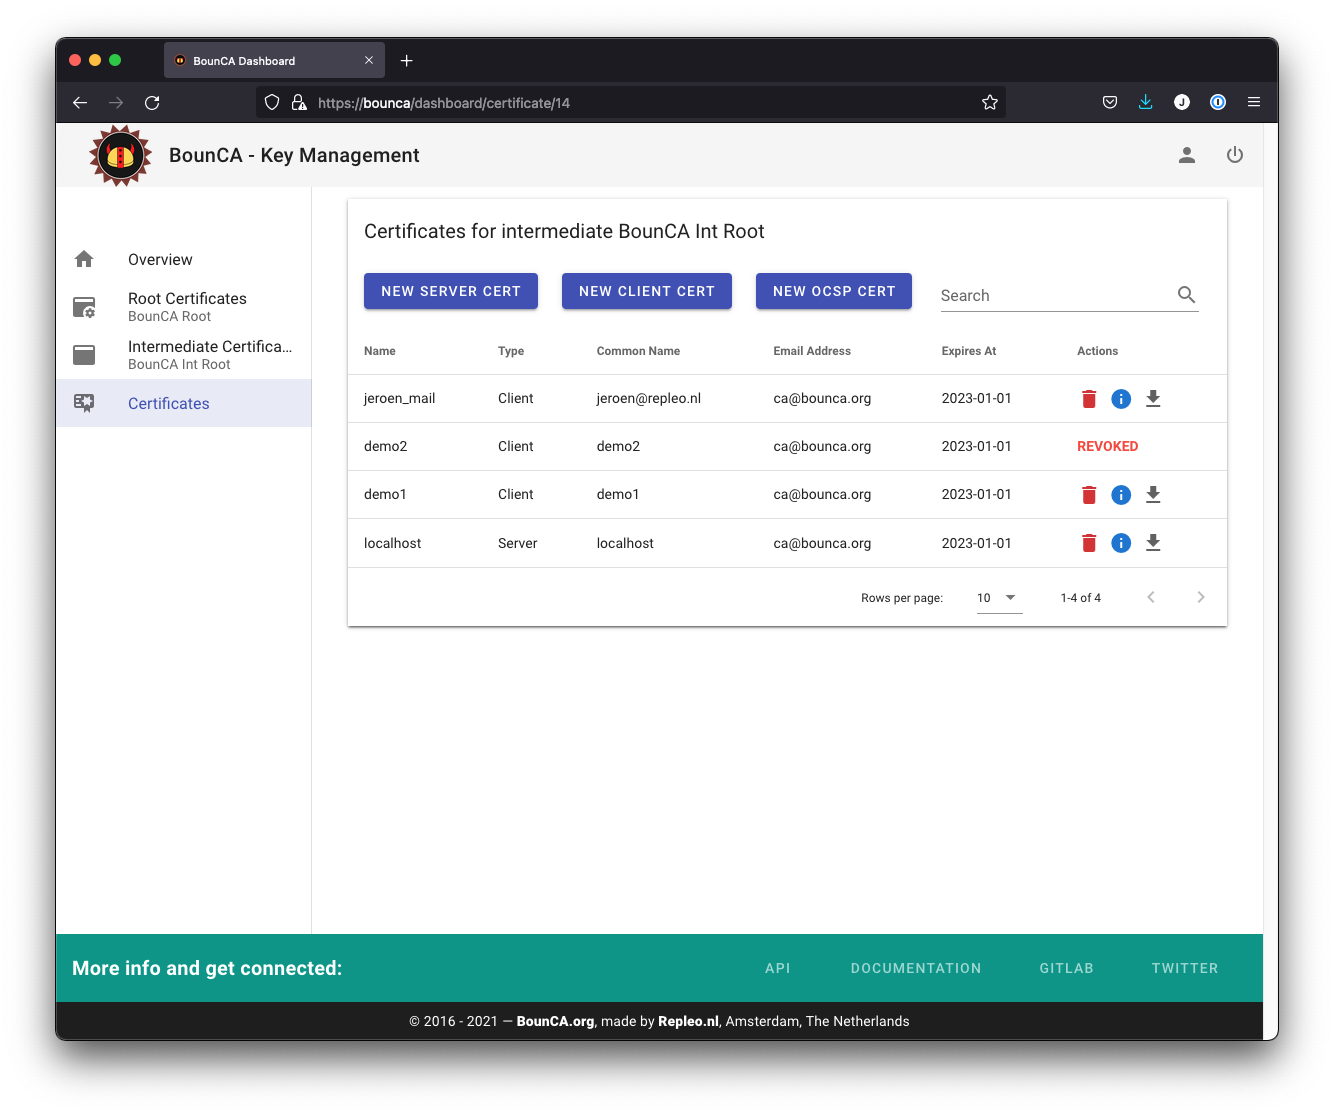 BounCA Dashboard
https://bounca/dashboard/certificate/14
J
BounCA - Key Management
Overview
Root Certificates
BounCA Root
Intermediate Certifica...
BounCA Int Root
Certificates
Certificates for intermediate BounCA Int Root
NEW SERVER CERT NEW CLIENT CERT NEW OCSP CERT Search
Name Type Common Name Email Address Expires At Actions
jeroen_mail Client jeroen@repleo.nl ca@bounca.org 2023-01-01
demo2 Client demo2 ca@bounca.org 2023-01-01 REVOKED
demo1 Client demo1 ca@bounca.org 2023-01-01
localhost Server localhost ca@bounca.org 2023-01-01
Rows per page: 10 1-4 of 4
More info and get connected: API DOCUMENTATION GITLAB TWITTER
© 2016 - 2021 — BounCA.org, made by Repleo.nl, Amsterdam, The Netherlands